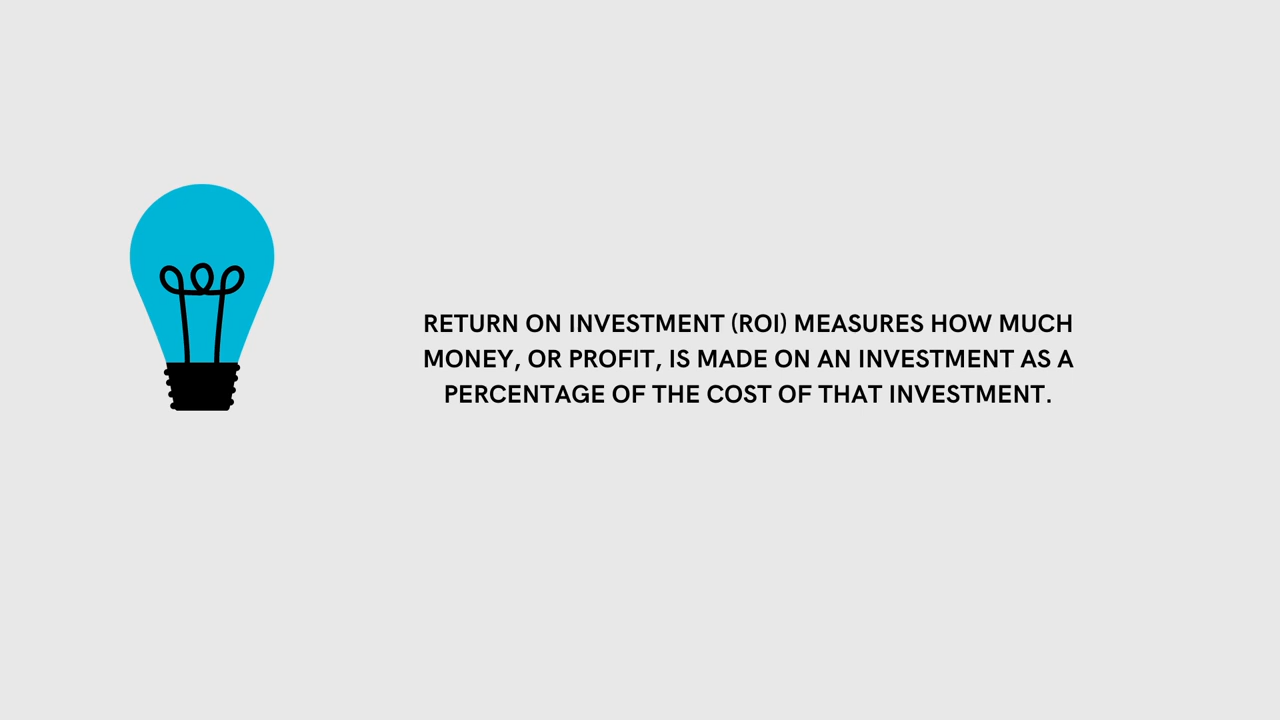 RETURN ON INVESTMENT (ROI) MEASURES HOW MUCH
MONEY, OR PROFIT, IS MADE ON AN INVESTMENT AS A
PERCENTAGE OF THE COST OF THAT INVESTMENT.